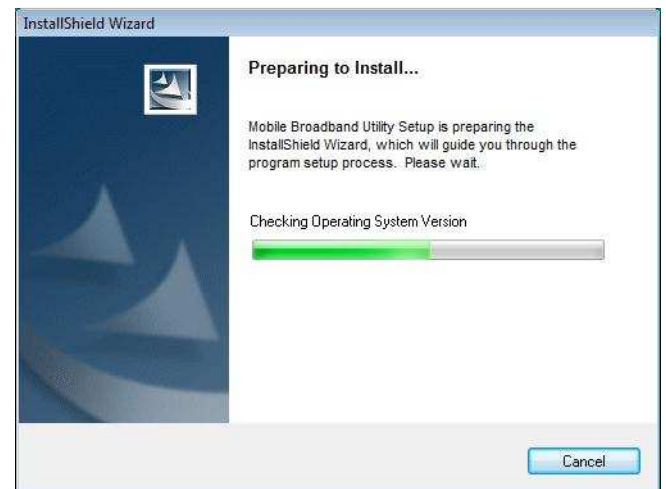 InstallShield Wizard
Preparing to Install...
Mobile Broadband Utility Setup is preparing the
InstallShield Wizard, which will guide you through the
program setup process. Please wait.
Checking Operating System Version
Cancel